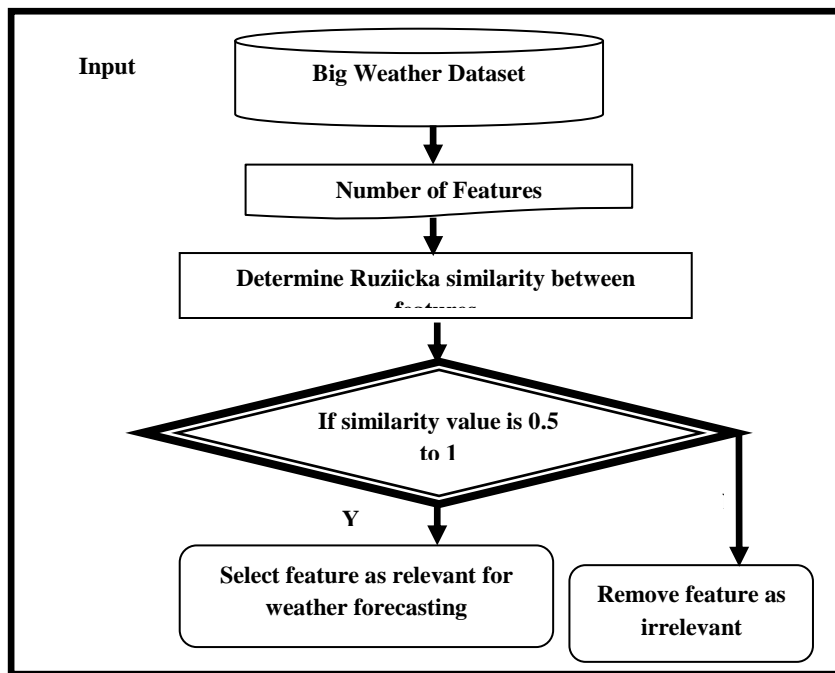 Input
Big Weather Dataset
Number of Features
Determine Ruziicka similarity between
features
If similarity value is 0.5
to 1
Y
Select feature as relevant for
weather forecasting
Remove feature as
irrelevant